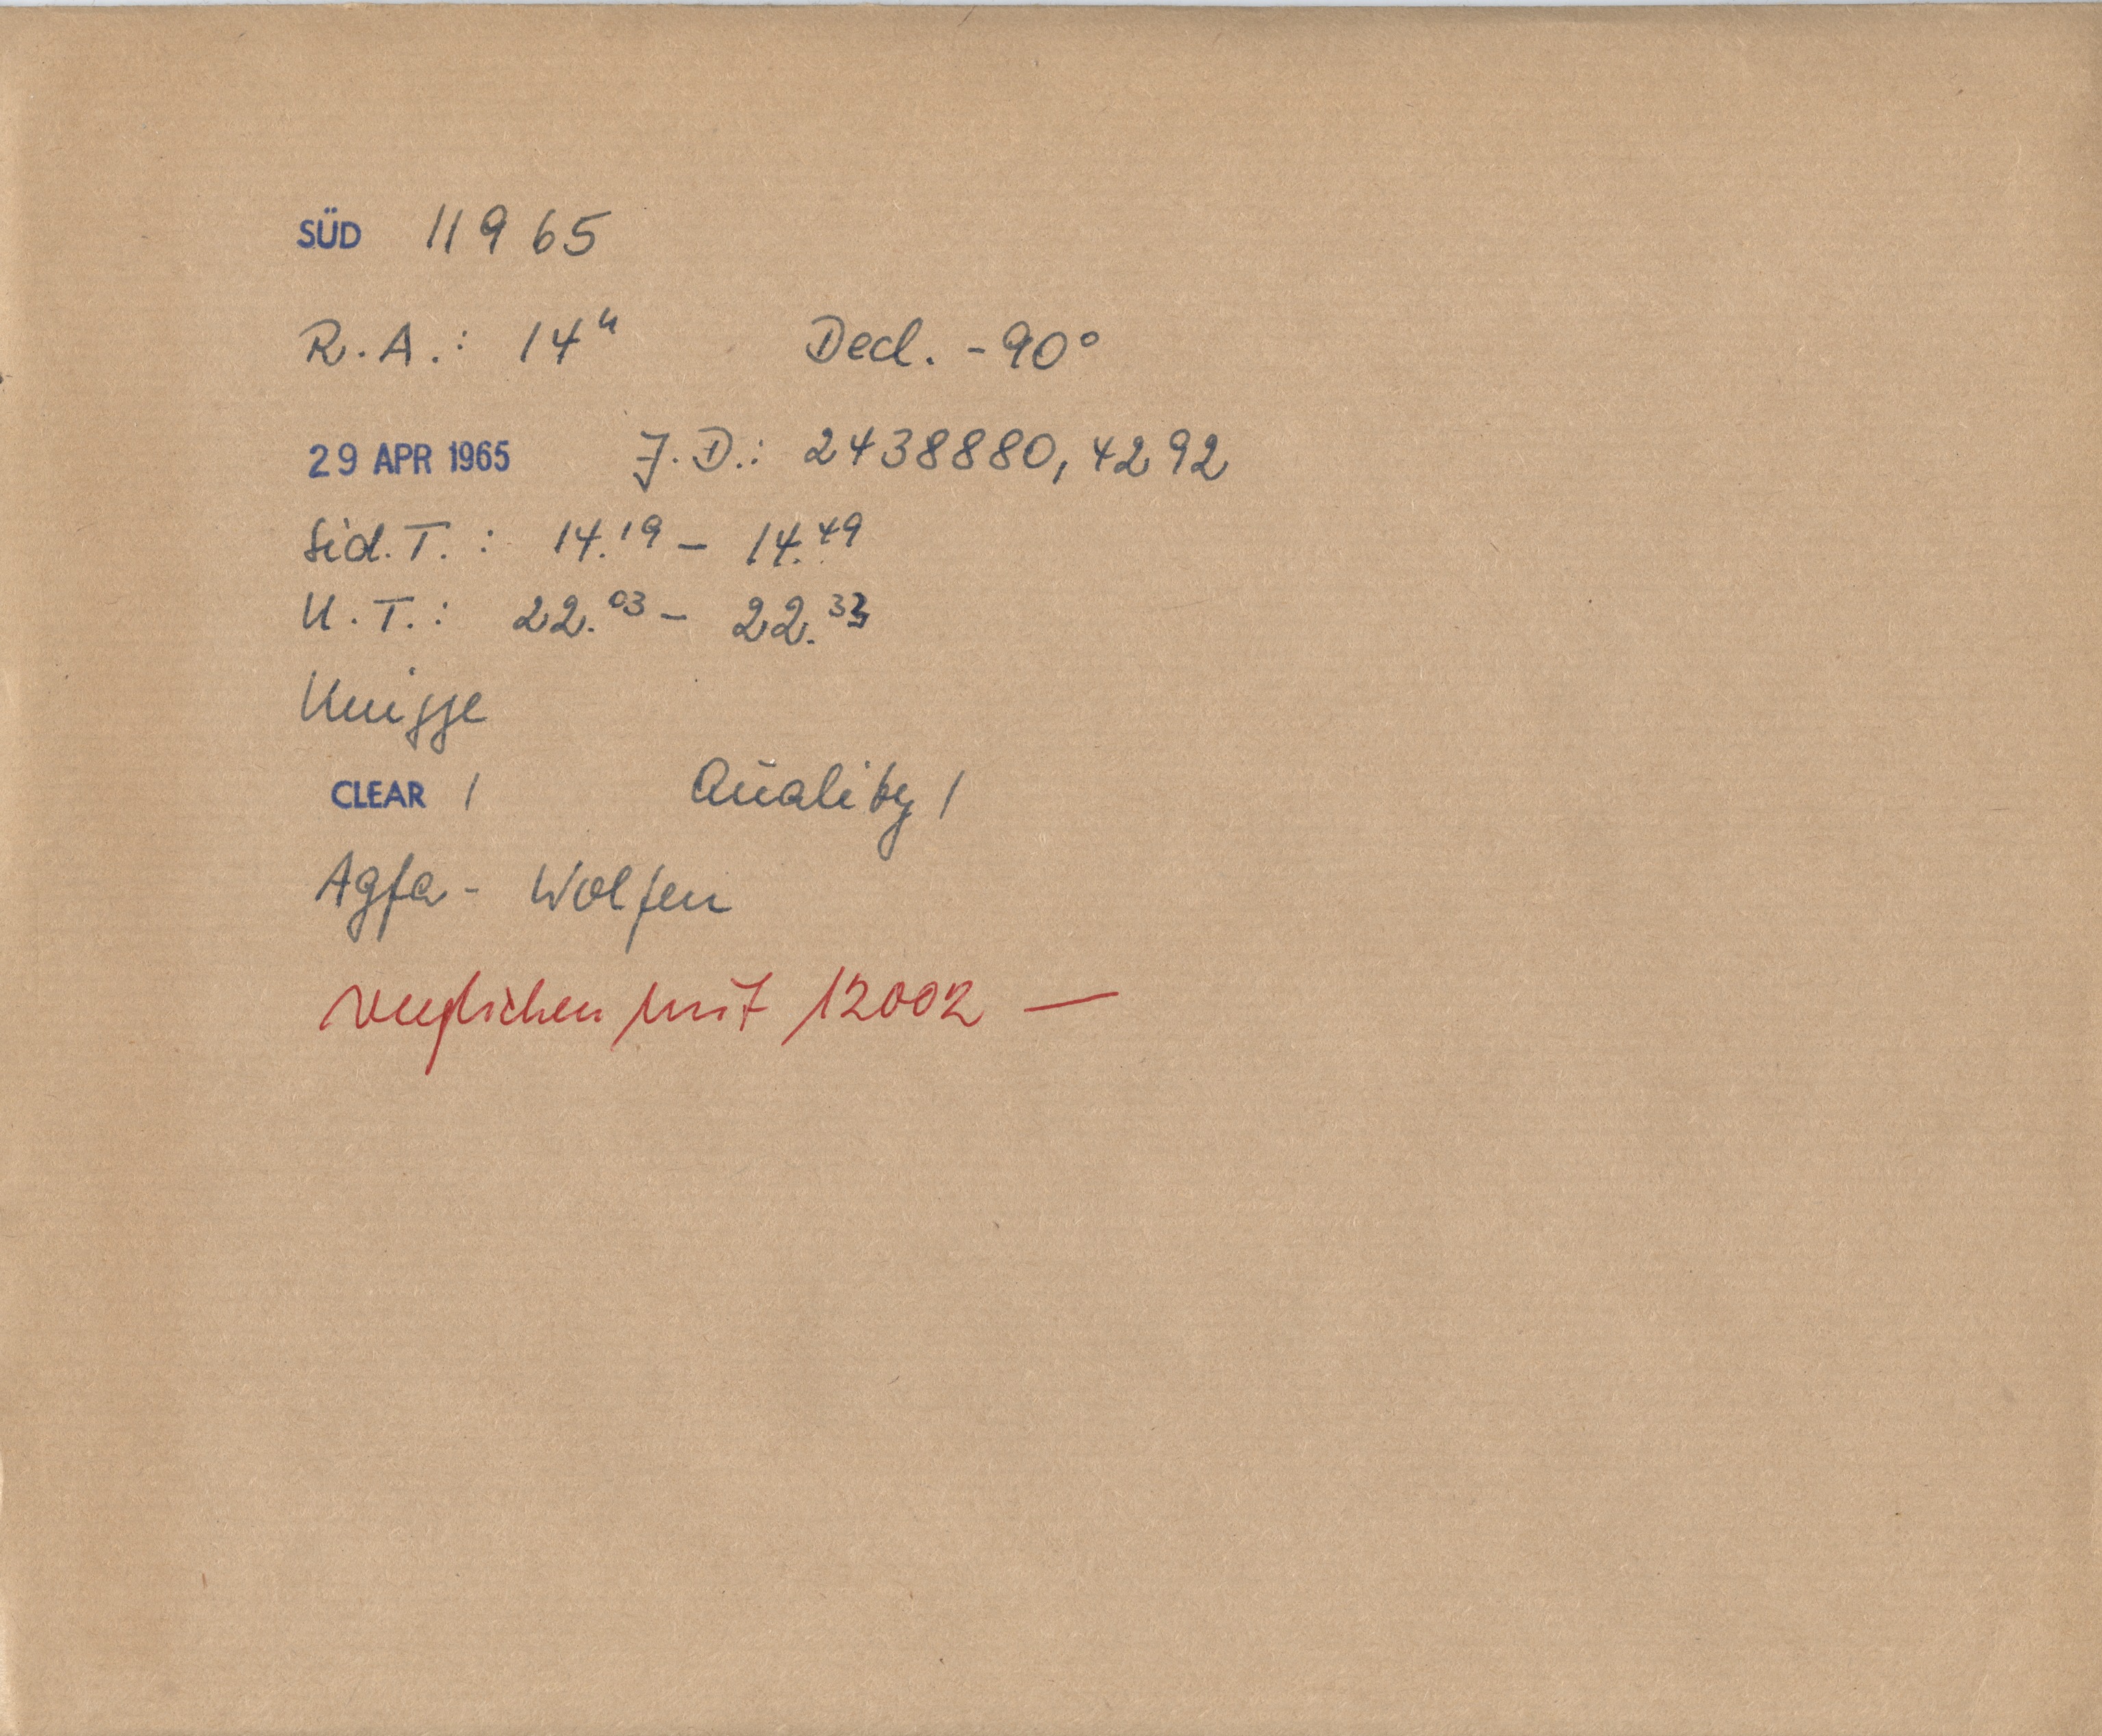 SÜD 11965
R.A.: 14ʰ Decl. -90°
29 APR 1965 J.D.: 2438880,4292
Sid.T.: 14.¹⁹ – 14.⁴⁹
U.T.: 22.⁰³ – 22.³³
Knigge
CLEAR 1 Quality 1
Agfa - Wolfen
verglichen mit 12002 —